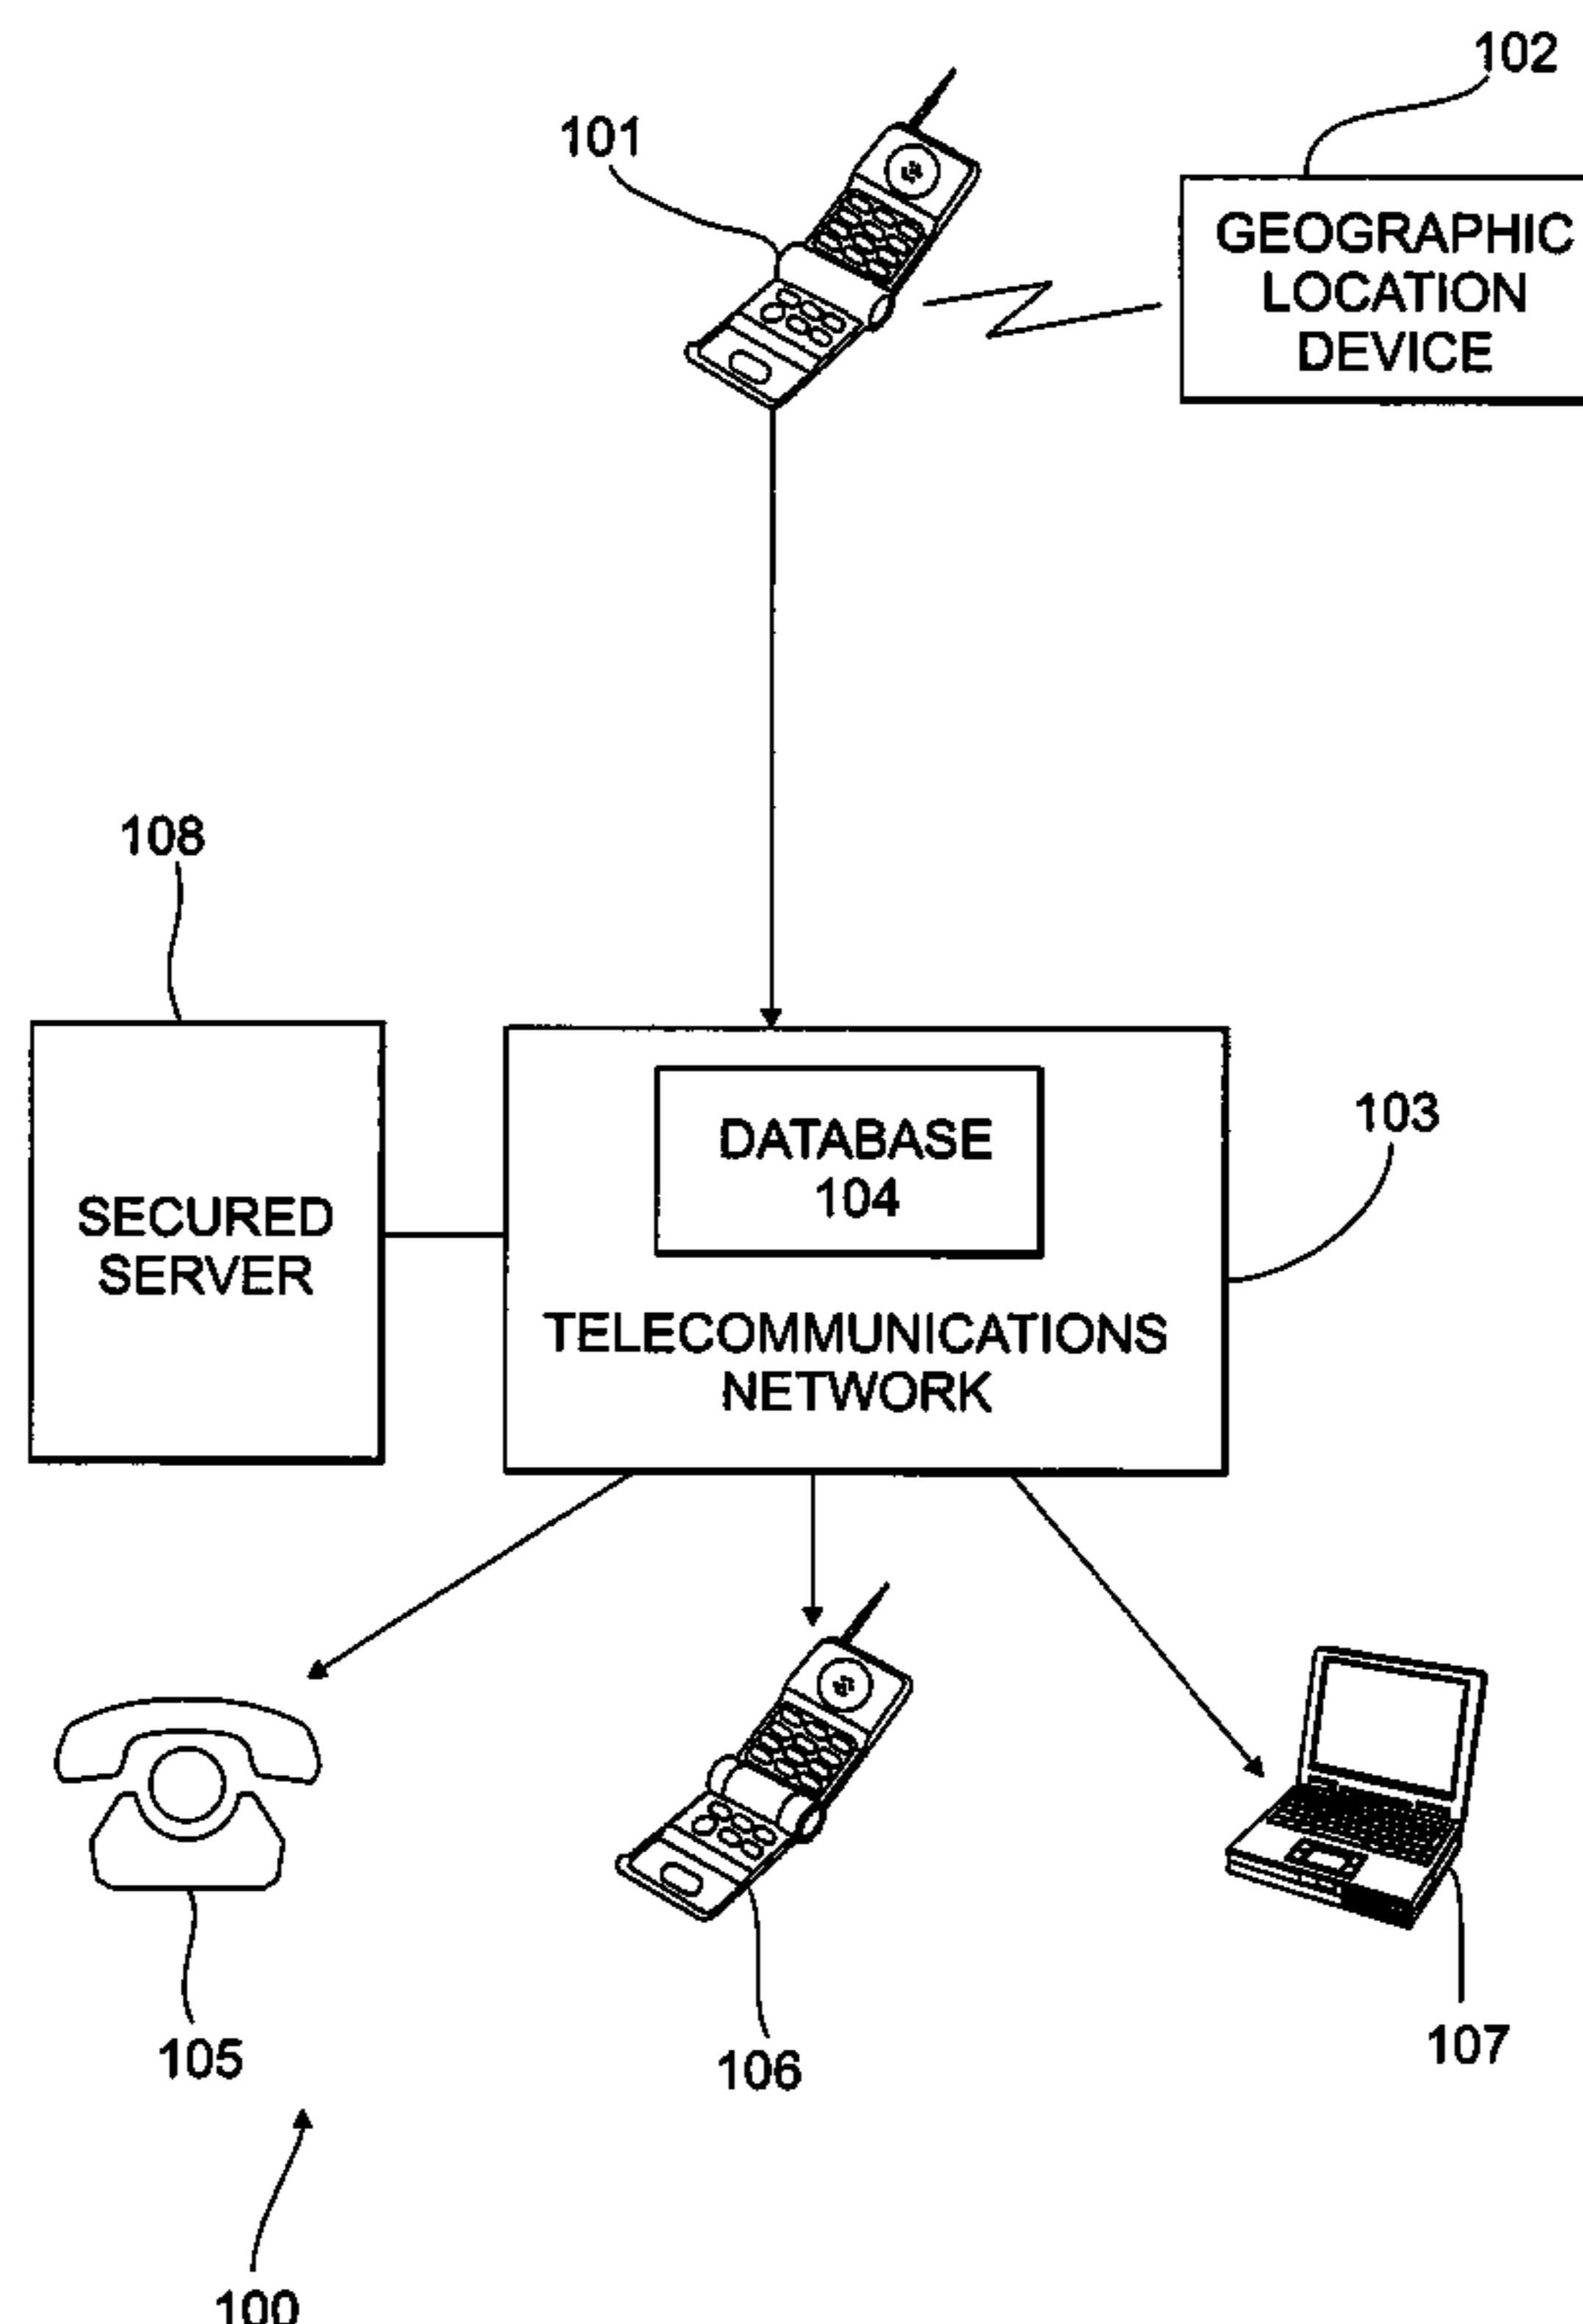 102
101
GEOGRAPHIC
LOCATION
DEVICE
108
103
DATABASE
104
SECURED
SERVER
TELECOMMUNICATIONS
NETWORK
105
106
107
100